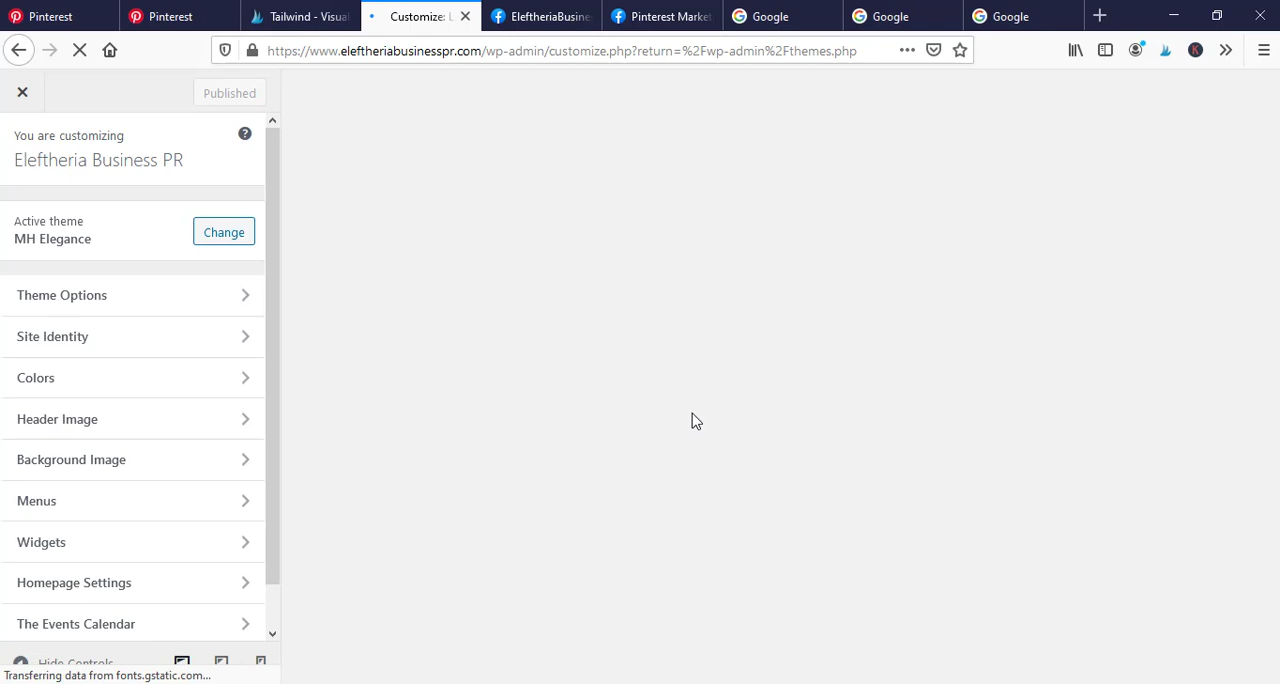 Pinterest
Pinterest
Tailwind - Visual
Customize: L
EleftheriaBusine
Pinterest Market
Google
Google
Google
https://www.eleftheriabusinesspr.com/wp-admin/customize.php?return=%2Fwp-admin%2Fthemes.php
K
Published
You are customizing
Eleftheria Business PR
Active theme
MH Elegance
Change
Theme Options
Site Identity
Colors
Header Image
Background Image
Menus
Widgets
Homepage Settings
The Events Calendar
Hide Controls
Transferring data from fonts.gstatic.com...